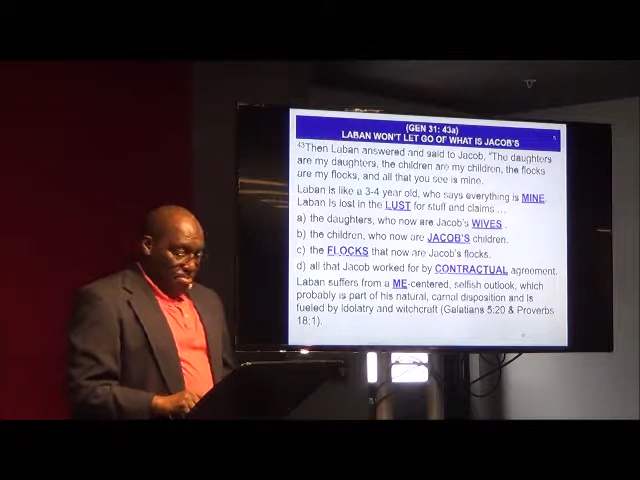 (GEN 31: 43a)
LABAN WON'T LET GO OF WHAT IS JACOB'S
43Then Laban answered and said to Jacob, "The daughters
are my daughters, the children are my children, the flocks
are my flocks, and all that you see is mine.
Laban is like a 3-4 year old, who says everything is MINE.
Laban is lost in the LUST for stuff and claims ...
a) the daughters, who now are Jacob's WIVES .
b) the children, who now are JACOB'S children.
c) the FLOCKS that now are Jacob's flocks.
d) all that Jacob worked for by CONTRACTUAL agreement.
Laban suffers from a ME-centered, selfish outlook, which
probably is part of his natural, carnal disposition and is
fueled by idolatry and witchcraft (Galatians 5:20 & Proverbs
18:1).